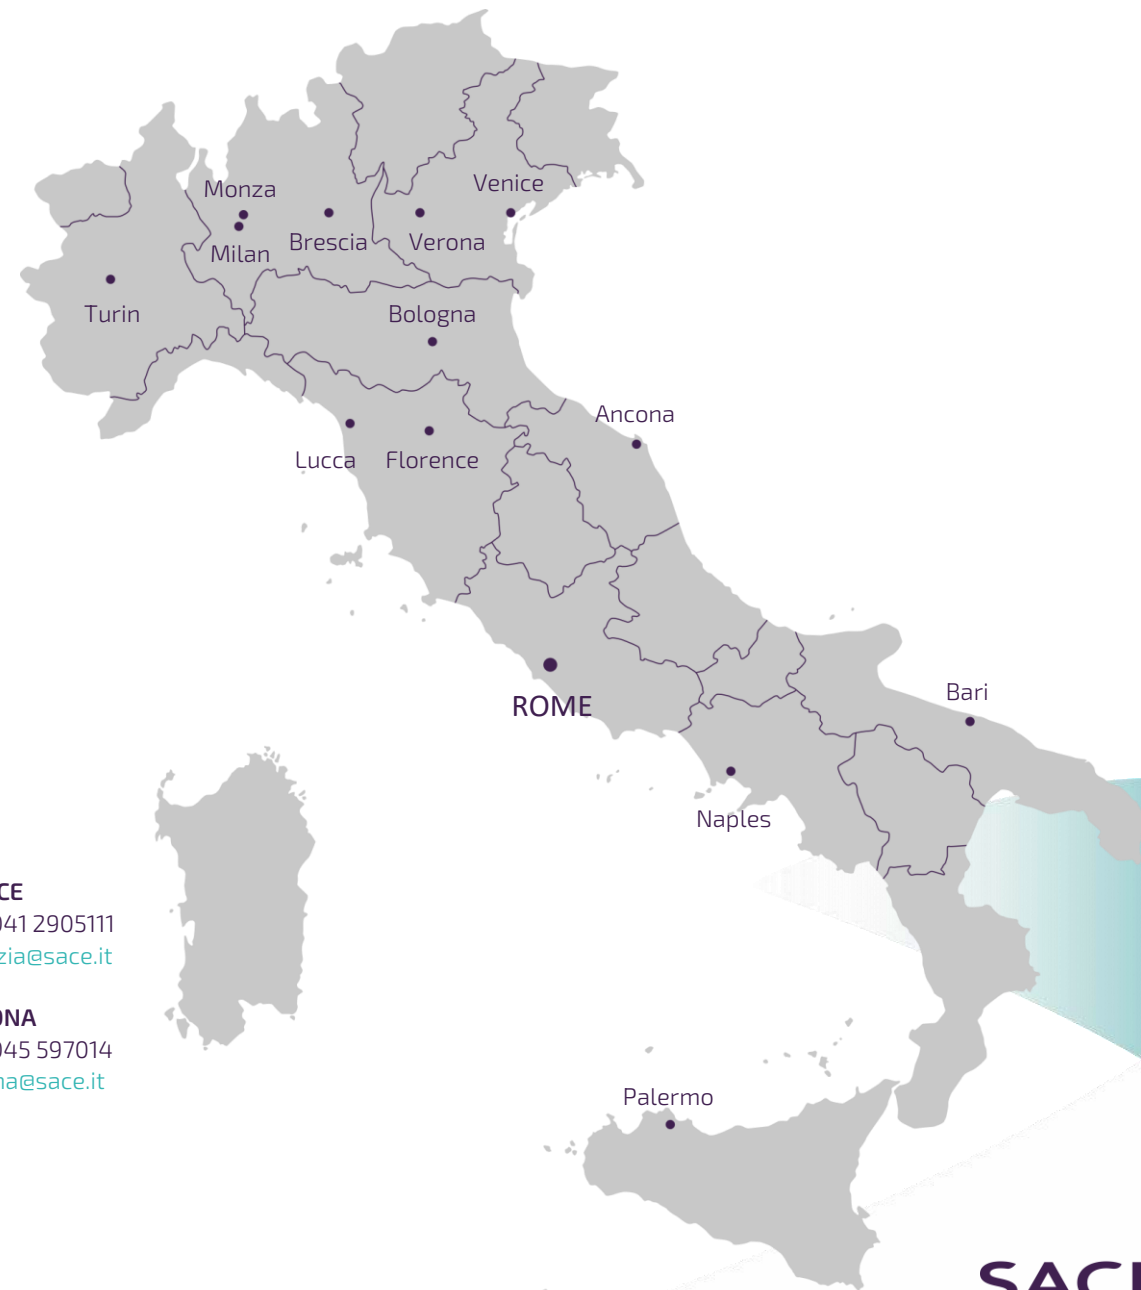 Monza
Venice
Milan
Brescia
Verona
Turin
Bologna
Ancona
Lucca
Florence
ROME
Bari
Naples
CE
041 2905111
zia@sace.it
ONA
045 597014
na@sace.it
Palermo
SACE